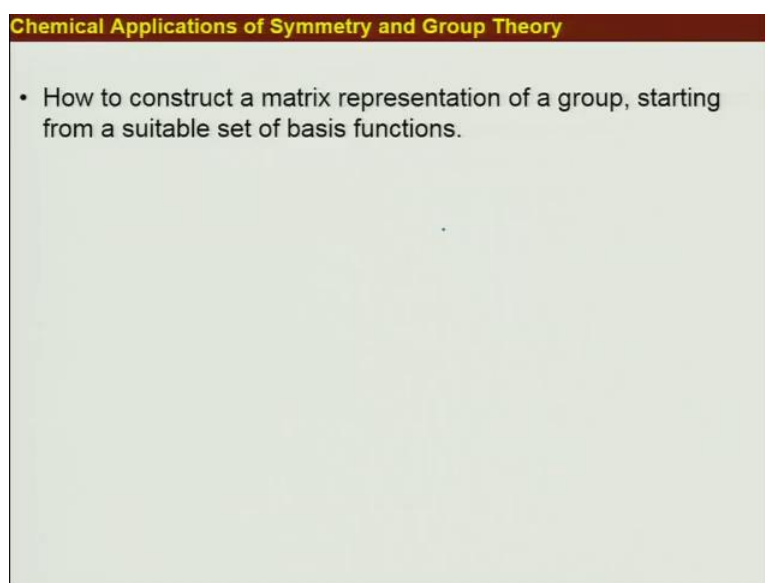 Chemical Applications of Symmetry and Group Theory
• How to construct a matrix representation of a group, starting
from a suitable set of basis functions.